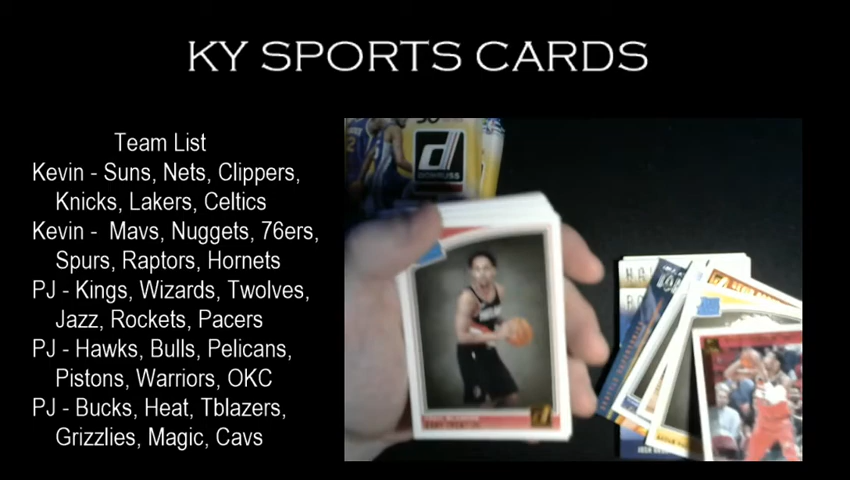 KY SPORTS CARDS
Team List
Kevin - Suns, Nets, Clippers,
Knicks, Lakers, Celtics
Kevin - Mavs, Nuggets, 76ers,
Spurs, Raptors, Hornets
PJ - Kings, Wizards, Twolves,
Jazz, Rockets, Pacers
PJ - Hawks, Bulls, Pelicans,
Pistons, Warriors, OKC
PJ - Bucks, Heat, Tblazers,
Grizzlies, Magic, Cavs
DONRUSS